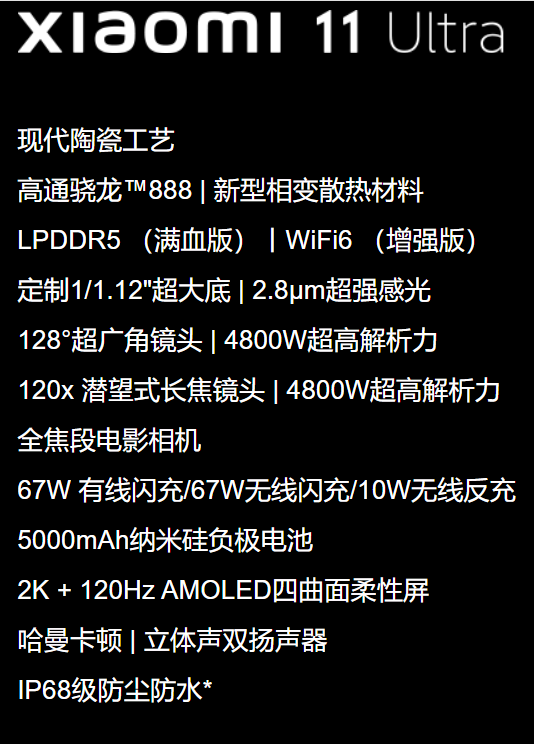 xiaomi 11 Ultra
现代陶瓷工艺
高通骁龙™888 | 新型相变散热材料
LPDDR5 （满血版）丨WiFi6 （增强版）
定制1/1.12"超大底 | 2.8μm超强感光
128°超广角镜头 | 4800W超高解析力
120x 潜望式长焦镜头 | 4800W超高解析力
全焦段电影相机
67W 有线闪充/67W无线闪充/10W无线反充
5000mAh纳米硅负极电池
2K + 120Hz AMOLED四曲面柔性屏
哈曼卡顿 | 立体声双扬声器
IP68级防尘防水*